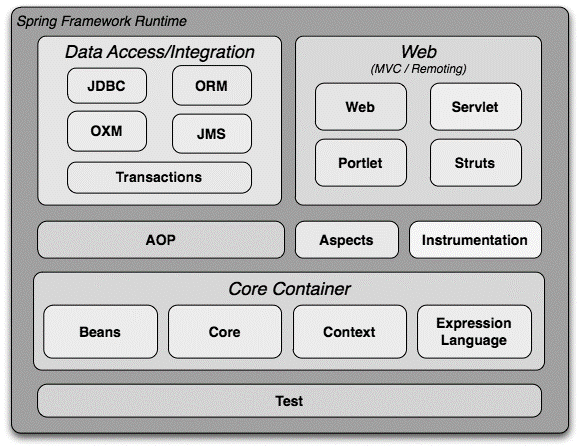 Spring Framework Runtime
Data Access/Integration
JDBC
ORM
OXM
JMS
Transactions
Web
(MVC / Remoting)
Web
Servlet
Portlet
Struts
AOP
Aspects
Instrumentation
Core Container
Beans
Core
Context
Expression
Language
Test